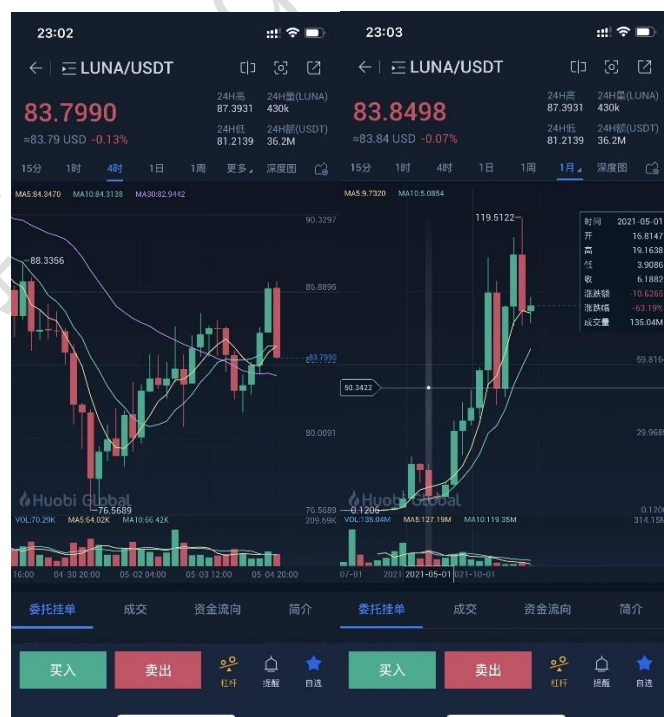 23:02
LUNA/USDT
83.7990
≈83.79 USD -0.13%
24H高
87.3931
24H量(LUNA)
430k
24H低
81.2139
24H额(USDT)
36.2M
15分 1时 4时 1日 1周 更多 深度图
MA5:84.3470 MA10:84.3138 MA30:82.9442
90.3297
88.3356
86.8895
83.7990
80.0091
Huobi Global
76.5689
76.5689
VOL:70.29K MA5:64.02K MA10:66.42K
209.69K
16:00 04-30 20:00 05-02 04:00 05-03 12:00 05-04 20:00
委托挂单 成交 资金流向 简介
买入 卖出 杠杆 提醒 自选
23:03
LUNA/USDT
83.8498
≈83.84 USD -0.07%
24H高
87.3931
24H量(LUNA)
430k
24H低
81.2139
24H额(USDT)
36.2M
15分 1时 4时 1日 1周 1月 深度图
MA5:9.7320 MA10:5.0854
119.5122
时间 2021-05-01
开 16.8147
高 19.1638
低 3.9086
收 6.1882
涨跌额 -10.6265
涨跌幅 -63.19%
成交量 135.04M
59.816
80.3422
29.968
Huobi Global
0.1206
0.120
VOL:135.04M MA5:127.19M MA10:119.35M
314.15M
07-01 2021 2021-05-01 021-10-01
委托挂单 成交 资金流向 简介
买入 卖出 杠杆 提醒 自选